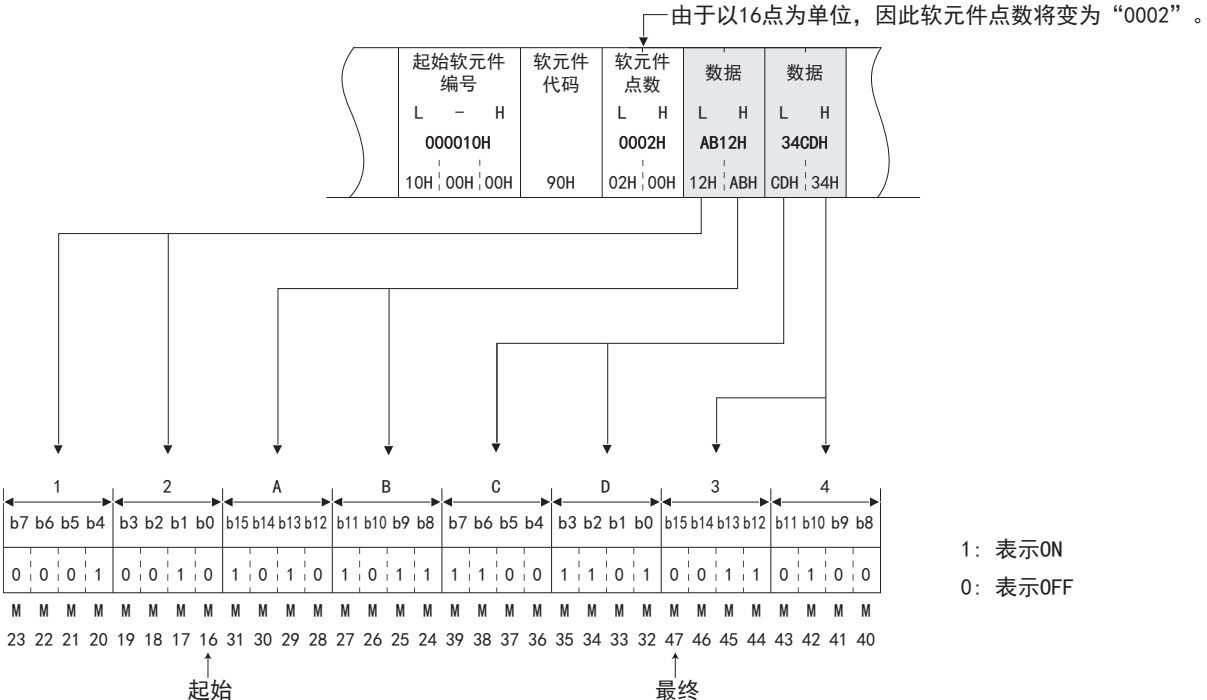 由于以16点为单位，因此软元件点数将变为“0002”。
起始软元件 软元件 软元件 数据 数据
编号 代码 点数
L － H L H L H L H
000010H 0002H AB12H 34CDH
10H 00H 00H 90H 02H 00H 12H ABH CDH 34H
1 2 A B C D 3 4
b7 b6 b5 b4 b3 b2 b1 b0 b15 b14 b13 b12 b11 b10 b9 b8 b7 b6 b5 b4 b3 b2 b1 b0 b15 b14 b13 b12 b11 b10 b9 b8
0 0 0 1 0 0 1 0 1 0 1 0 1 0 1 1 1 1 0 0 1 1 0 1 0 0 1 1 0 1 0 0
M M M M M M M M M M M M M M M M M M M M M M M M M M M M M M M M
23 22 21 20 19 18 17 16 31 30 29 28 27 26 25 24 39 38 37 36 35 34 33 32 47 46 45 44 43 42 41 40
起始 最终
1: 表示ON
0: 表示OFF